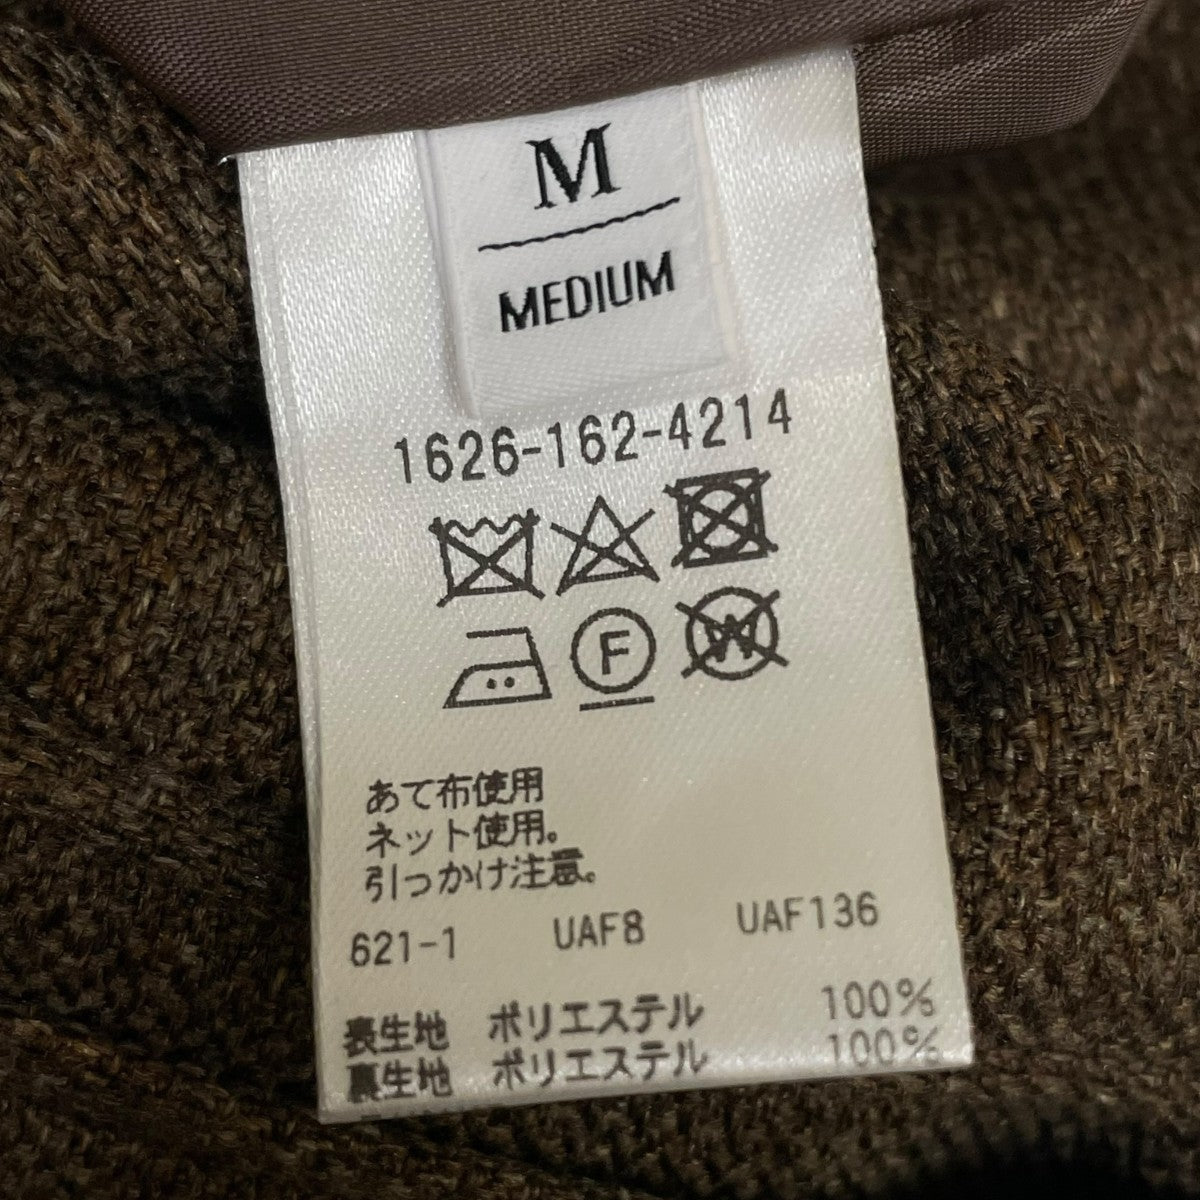 M
MEDIUM
1626-162-4214
F
W
あて布使用
ネット使用。
引っかけ注意。
621-1 UAF8 UAF136
表生地 ポリエステル 100%
裏生地 ポリエステル 100%